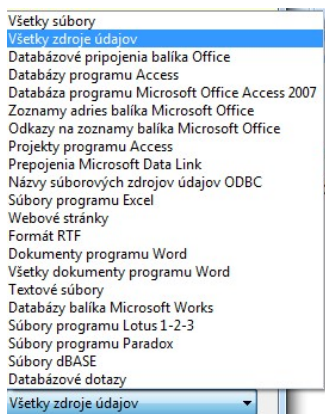 Všetky súbory
Všetky zdroje údajov
Databázové pripojenia balíka Office
Databázy programu Access
Databáza programu Microsoft Office Access 2007
Zoznamy adries balíka Microsoft Office
Odkazy na zoznamy balíka Microsoft Office
Projekty programu Access
Prepojenia Microsoft Data Link
Názvy súborových zdrojov údajov ODBC
Súbory programu Excel
Webové stránky
Formát RTF
Dokumenty programu Word
Všetky dokumenty programu Word
Textové súbory
Databázy balíka Microsoft Works
Súbory programu Lotus 1-2-3
Súbory programu Paradox
Súbory dBASE
Databázové dotazy
Všetky zdroje údajov